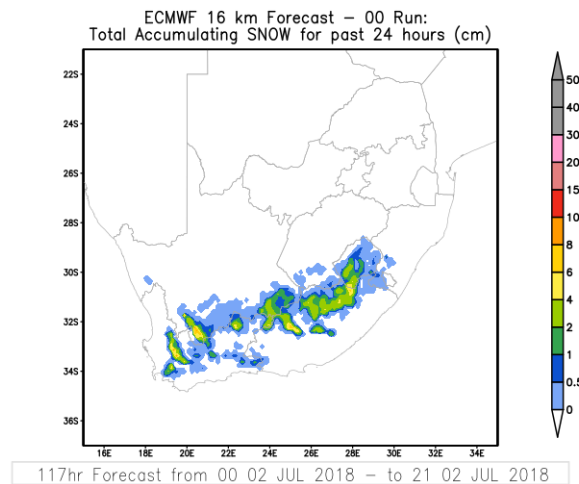 ECMWF 16 km Forecast – 00 Run:
Total Accumulating SNOW for past 24 hours (cm)
22S
24S
26S
28S
30S
32S
34S
36S
16E 18E 20E 22E 24E 26E 28E 30E 32E 34E
50
40
30
20
15
10
8
6
4
2
1
0.5
0
117hr Forecast from 00 02 JUL 2018 – to 21 02 JUL 2018